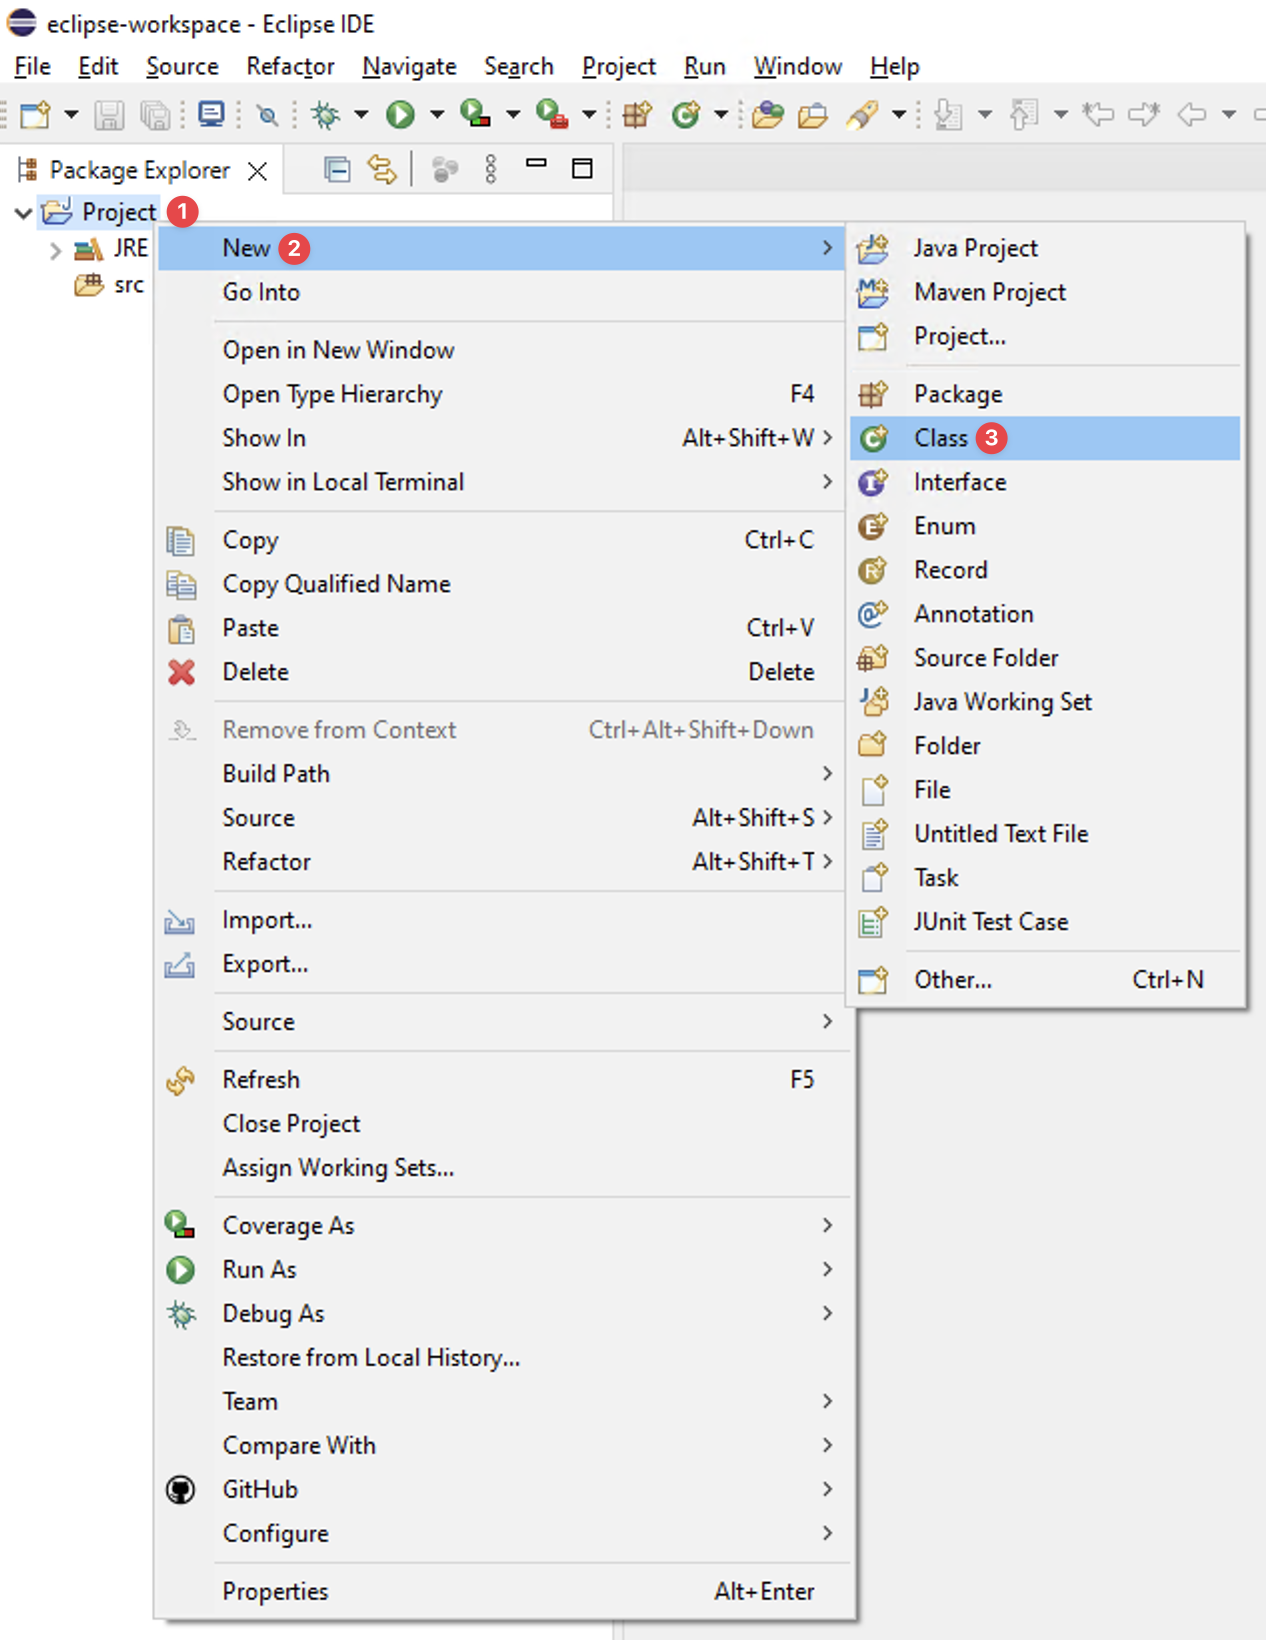 eclipse-workspace - Eclipse IDE
File Edit Source Refactor Navigate Search Project Run Window Help
Package Explorer
Project 1
JRE
src
New 2
Go Into
Open in New Window
Open Type Hierarchy F4
Show In Alt+Shift+W
Show in Local Terminal
Copy Ctrl+C
Copy Qualified Name
Paste Ctrl+V
Delete Delete
Remove from Context Ctrl+Alt+Shift+Down
Build Path
Source Alt+Shift+S
Refactor Alt+Shift+T
Import...
Export...
Source
Refresh F5
Close Project
Assign Working Sets...
Coverage As
Run As
Debug As
Restore from Local History...
Team
Compare With
GitHub
Configure
Properties Alt+Enter
Java Project
Maven Project
Project...
Package
Class 3
Interface
Enum
Record
Annotation
Source Folder
Java Working Set
Folder
File
Untitled Text File
Task
JUnit Test Case
Other... Ctrl+N